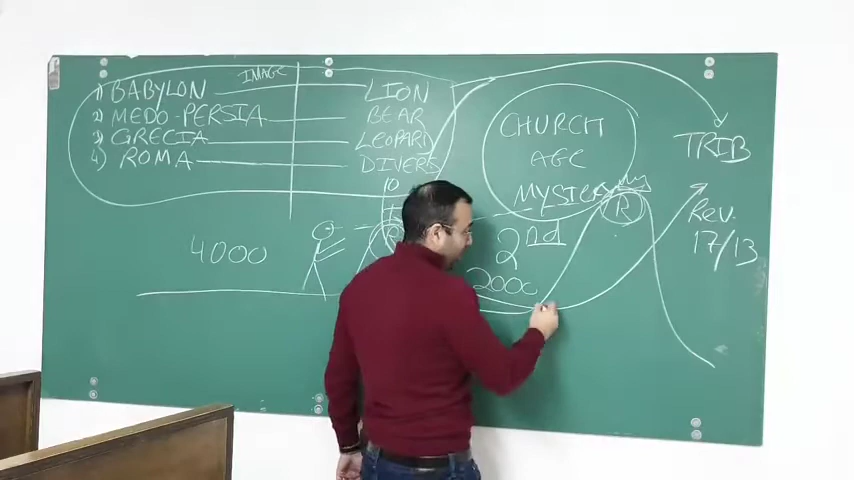 IMAGE
1) BABYLON LION
2) MEDO-PERSIA BEAR
3) GRECIA LEOPARD
4) ROMA DIVERS
10
4000
CHURCH
AGE
MYSTERY
R
2nd
2000
TRIB
Rev.
17/13